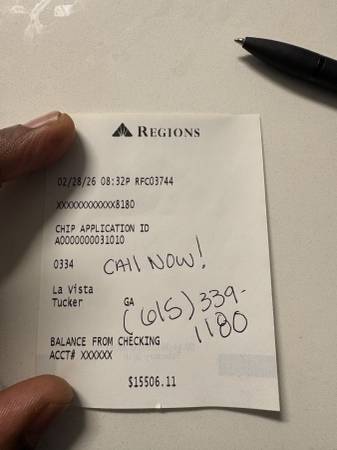 REGIONS
02/28/26 08:32P RFC03744
XXXXXXXXXXXX8180
CHIP APPLICATION ID
A0000000031010
0334
CAll NOW!
La Vista
Tucker GA
(615) 339-
1180
BALANCE FROM CHECKING
ACCT# XXXXXX
$15506.11